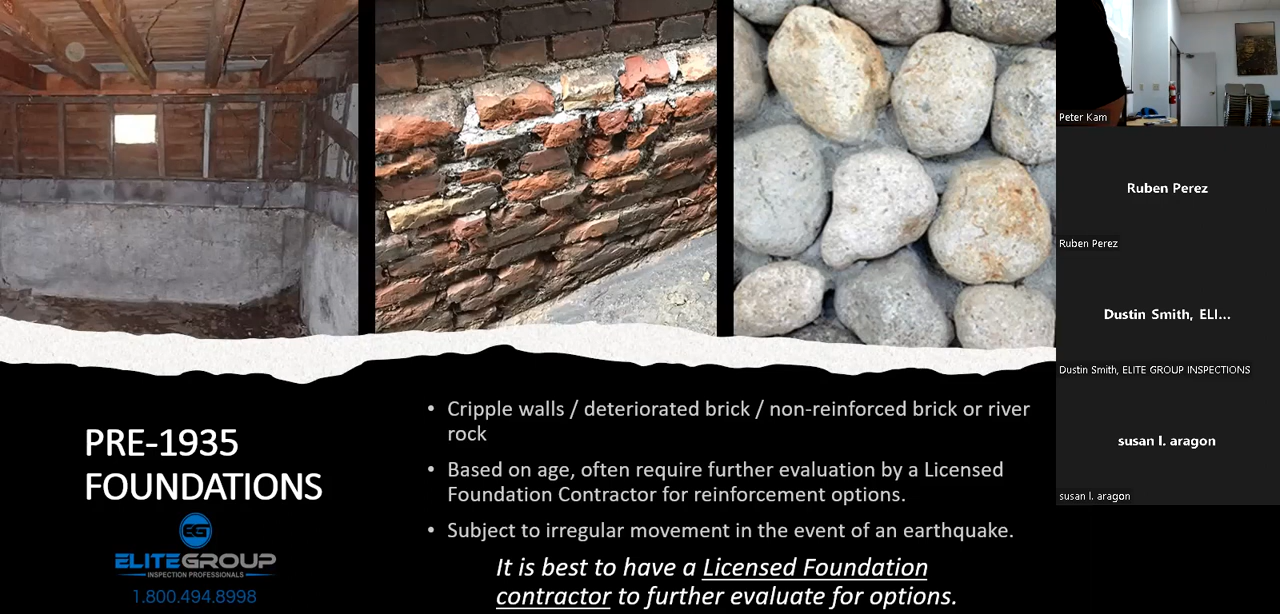 PRE-1935
FOUNDATIONS
EG
ELITEGROUP
INSPECTION PROFESSIONALS
1.800.494.8998
• Cripple walls / deteriorated brick / non-reinforced brick or river
rock
• Based on age, often require further evaluation by a Licensed
Foundation Contractor for reinforcement options.
• Subject to irregular movement in the event of an earthquake.
It is best to have a Licensed Foundation
contractor to further evaluate for options.
Peter Kam
Ruben Perez
Ruben Perez
Dustin Smith, ELI...
Dustin Smith, ELITE GROUP INSPECTIONS
susan l. aragon
susan l. aragon